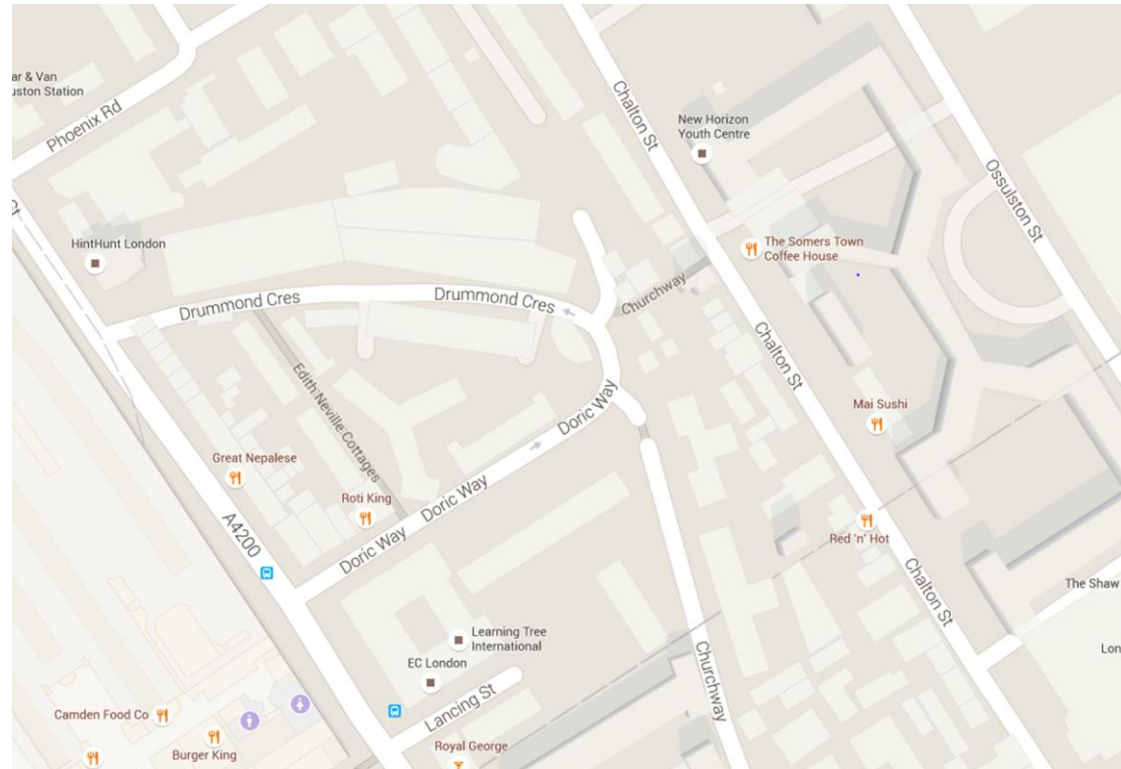 ar & Van
uston Station
Phoenix Rd
Chalton St
New Horizon
Youth Centre
Ossulston St
St
HintHunt London
The Somers Town
Coffee House
Drummond Cres
Drummond Cres
Churchway
Chalton St
Edith Neville Cottages
Doric Way
Mai Sushi
Great Nepalese
Roti King
Doric Way
Doric Way
A4200
Red 'n' Hot
Chalton St
The Shaw
Learning Tree
International
EC London
Lon
Churchway
Lancing St
Camden Food Co
Burger King
Royal George